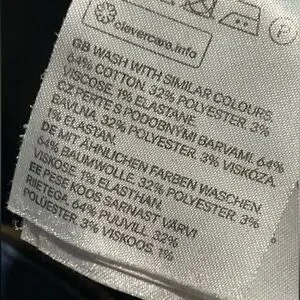 clevercare.info
P
GB WASH WITH SIMILAR COLOURS.
64% COTTON. 32% POLYESTER. 3%
VISCOSE. 1% ELASTANE
CZ PERTE S PODOBNÝMI BARVAMI. 64%
BAVLNA. 32% POLYESTER. 3% VISKÓZA.
1% ELASTAN.
DE MIT ÄHNLICHEN FARBEN WASCHEN.
64% BAUMWOLLE. 32% POLYESTER. 3%
VISKOSE. 1% ELASTHAN.
EE PESE KOOS SARNAST VÄRVI
RIIETEGA. 64% PUUVILL. 32%
POLÜESTER. 3% VISKOOS. 1%